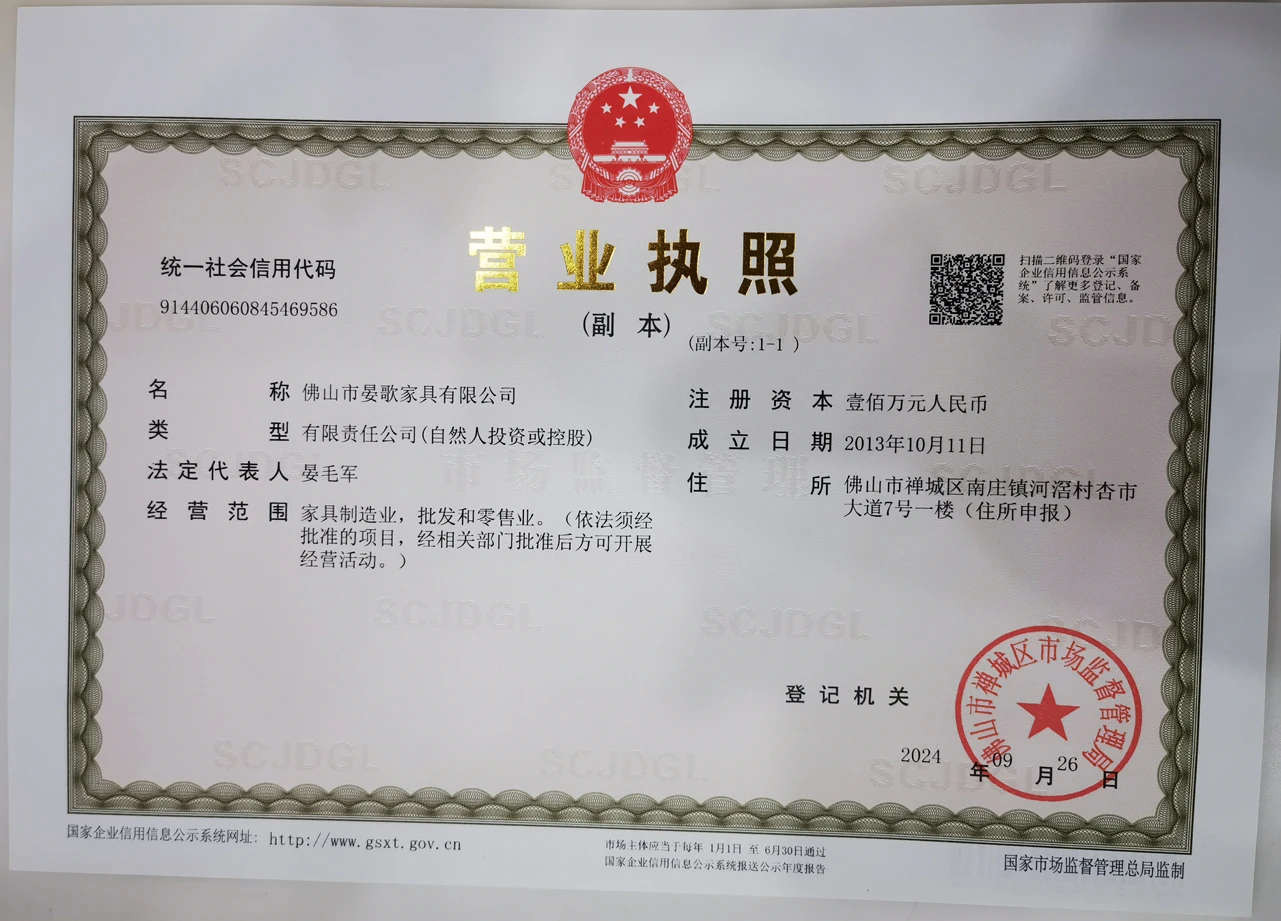 营业执照
(副 本)
(副本号:1-1 )
统一社会信用代码
914406060845469586
扫描二维码登录“国家
企业信用信息公示系
统”了解更多登记、备
案、许可、监管信息。
名 称 佛山市晏歌家具有限公司
类 型 有限责任公司(自然人投资或控股)
法定代表人 晏毛军
经营范围 家具制造业，批发和零售业。（依法须经
批准的项目，经相关部门批准后方可开展
经营活动。）
注册资本 壹佰万元人民币
成立日期 2013年10月11日
住 所 佛山市禅城区南庄镇河滘村杏市
大道7号一楼（住所申报）
登记机关
佛山市禅城区市场监督管理局
2024 年 09 月 26 日
国家企业信用信息公示系统网址: http://www.gsxt.gov.cn
市场主体应当于每年 1月1日 至 6月30日通过
国家企业信用信息公示系统报送公示年度报告
国家市场监督管理总局监制
SCJDGL
市场监督管理